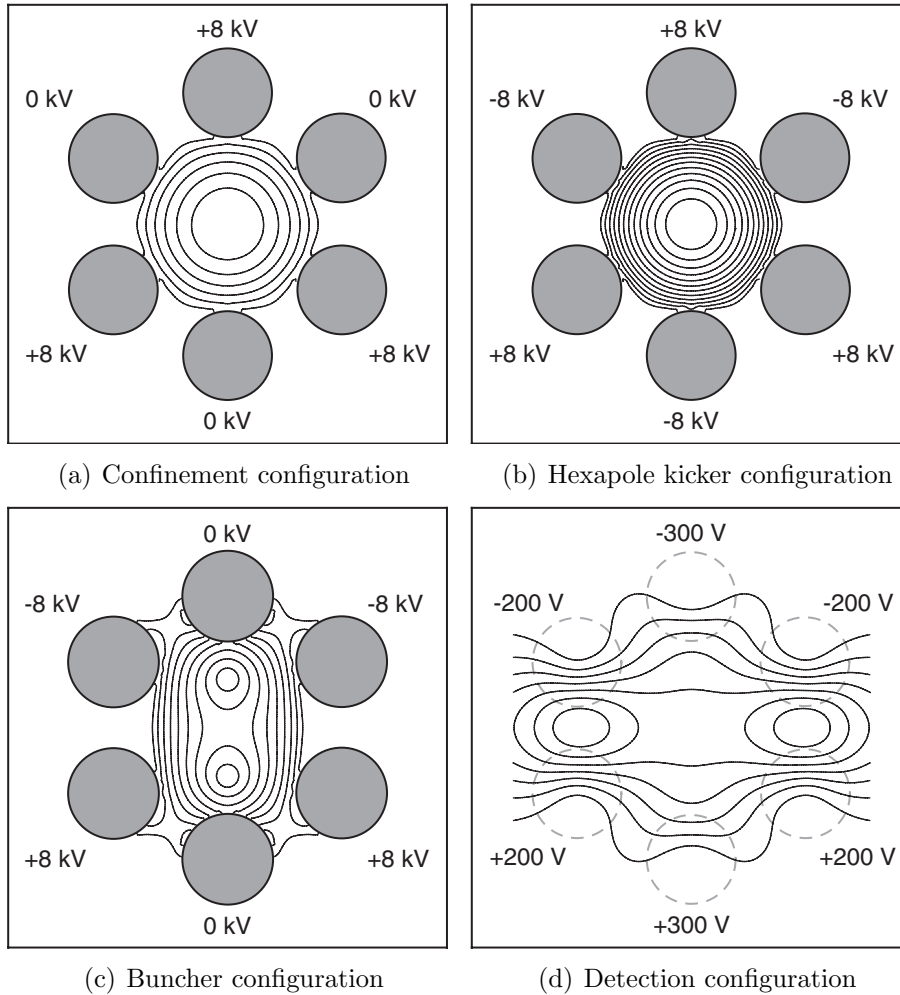 +8 kV
0 kV 0 kV
+8 kV +8 kV
0 kV
(a) Confinement configuration
+8 kV
-8 kV -8 kV
+8 kV +8 kV
-8 kV
(b) Hexapole kicker configuration
0 kV
-8 kV -8 kV
+8 kV +8 kV
0 kV
(c) Buncher configuration
-300 V
-200 V -200 V
+200 V +200 V
+300 V
(d) Detection configuration